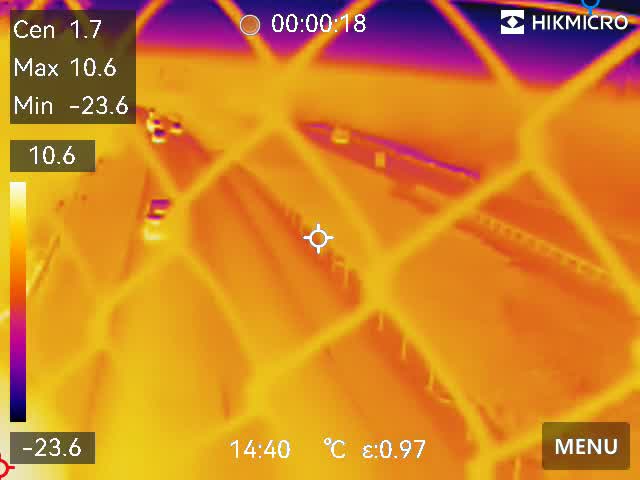 Cen 1.7
00:00:18
HIKMICRO
Max 10.6
Min -23.6
10.6
-23.6
14:40 ℃ ε:0.97
MENU